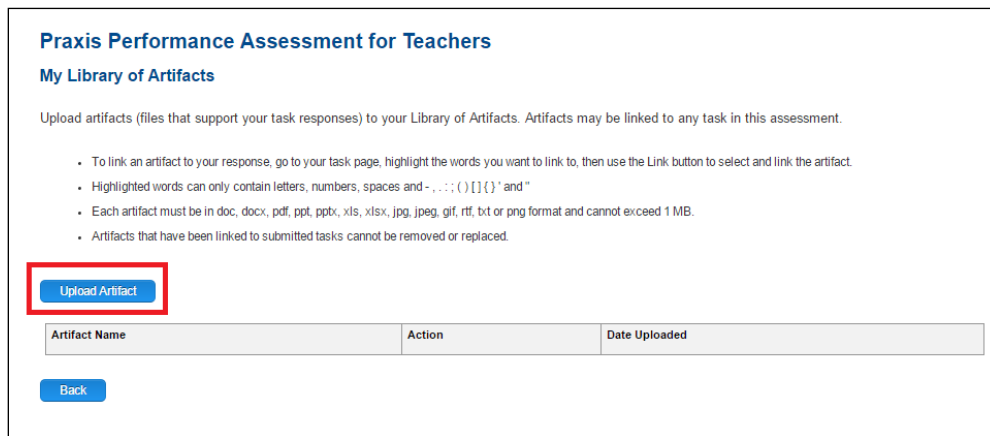 Praxis Performance Assessment for Teachers
My Library of Artifacts
Upload artifacts (files that support your task responses) to your Library of Artifacts. Artifacts may be linked to any task in this assessment.
• To link an artifact to your response, go to your task page, highlight the words you want to link to, then use the Link button to select and link the artifact.
• Highlighted words can only contain letters, numbers, spaces and - , . : ; ( ) [ ] { } ' and "
• Each artifact must be in doc, docx, pdf, ppt, pptx, xls, xlsx, jpg, jpeg, gif, rtf, txt or png format and cannot exceed 1 MB.
• Artifacts that have been linked to submitted tasks cannot be removed or replaced.
Upload Artifact
Artifact Name Action Date Uploaded
Back